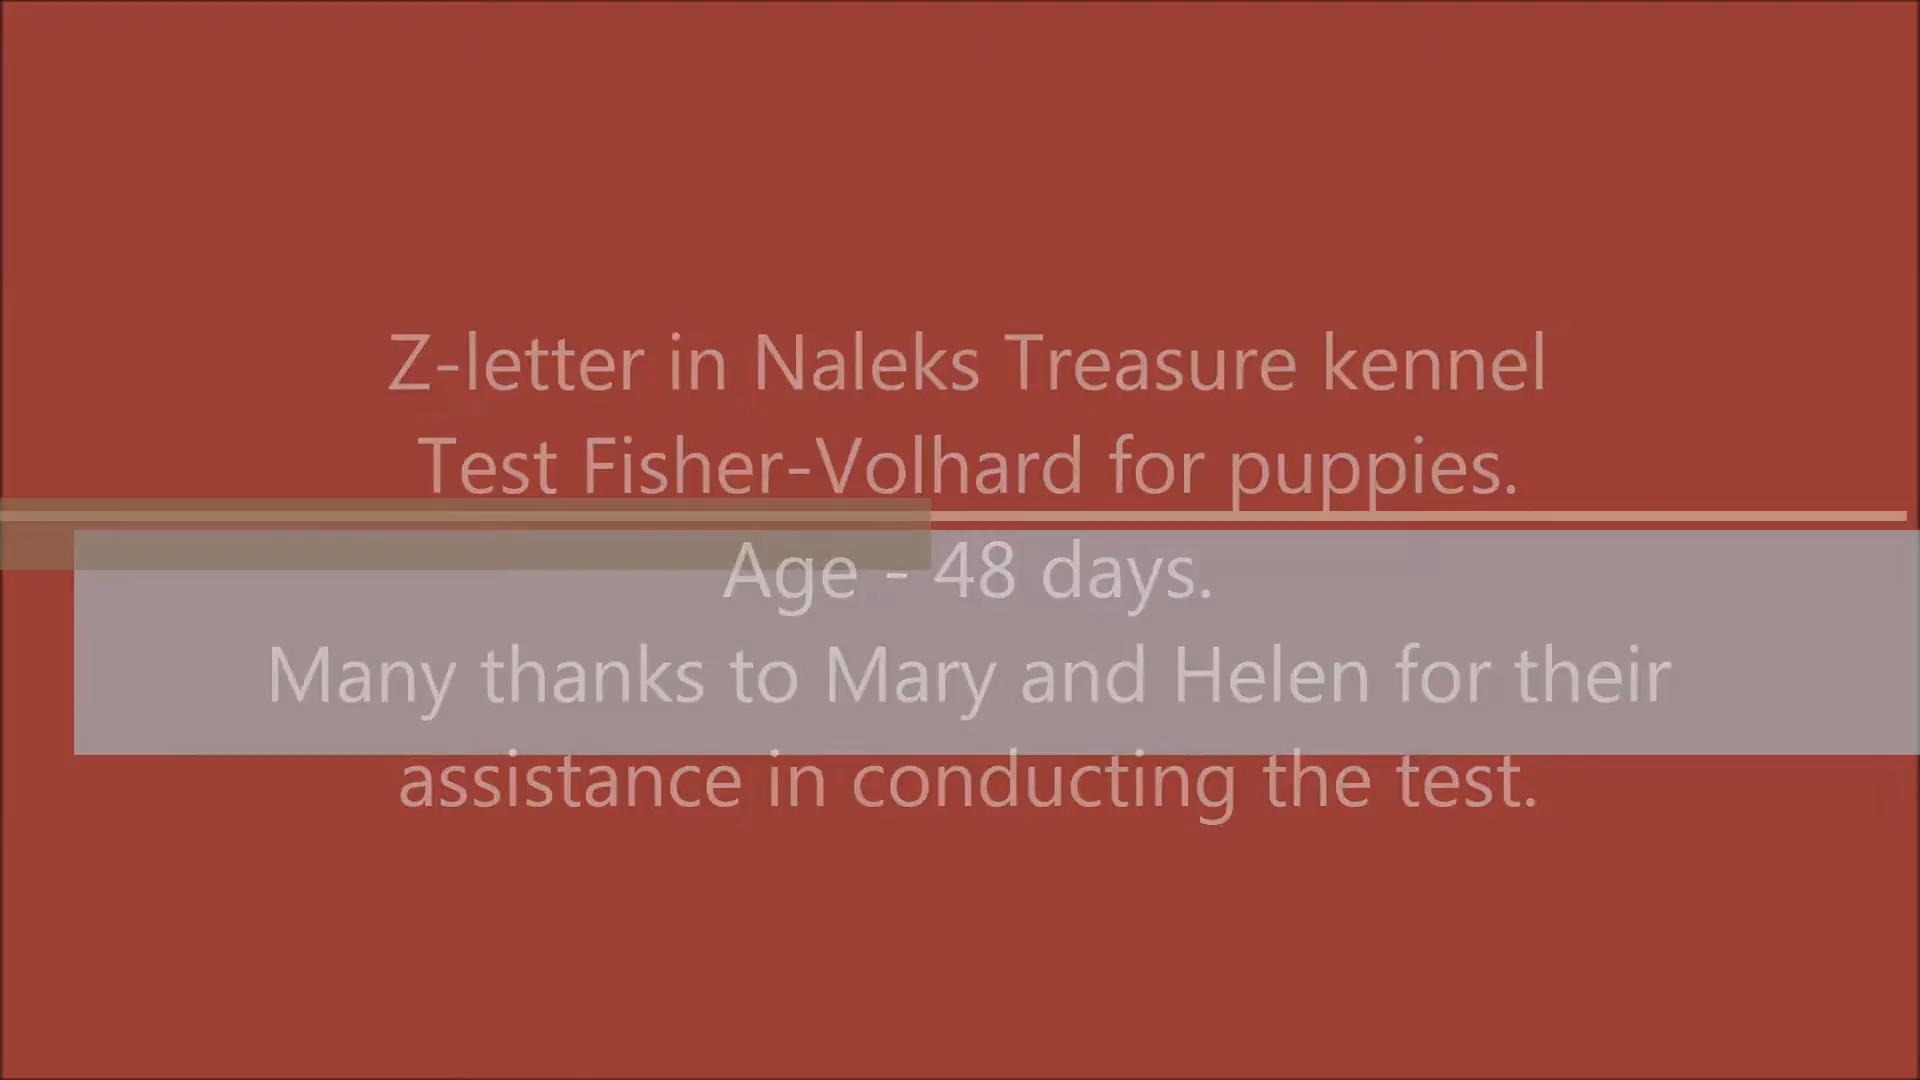 Z-letter in Naleks Treasure kennel
Test Fisher-Volhard for puppies.
Age - 48 days.
Many thanks to Mary and Helen for their
assistance in conducting the test.